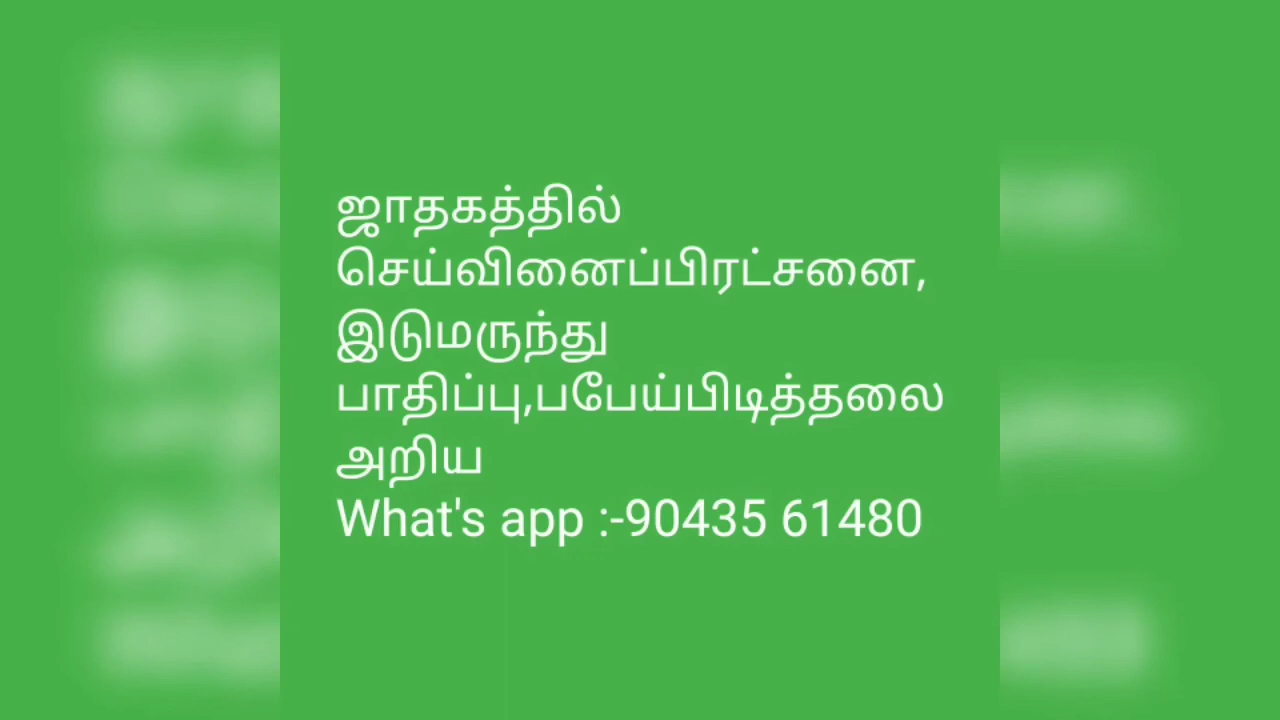 ஜாதகத்தில்
செய்வினைப்பிரட்சனை,
இடுமருந்து
பாதிப்பு,பபேய்பிடித்தலை
அறிய
What's app :-90435 61480